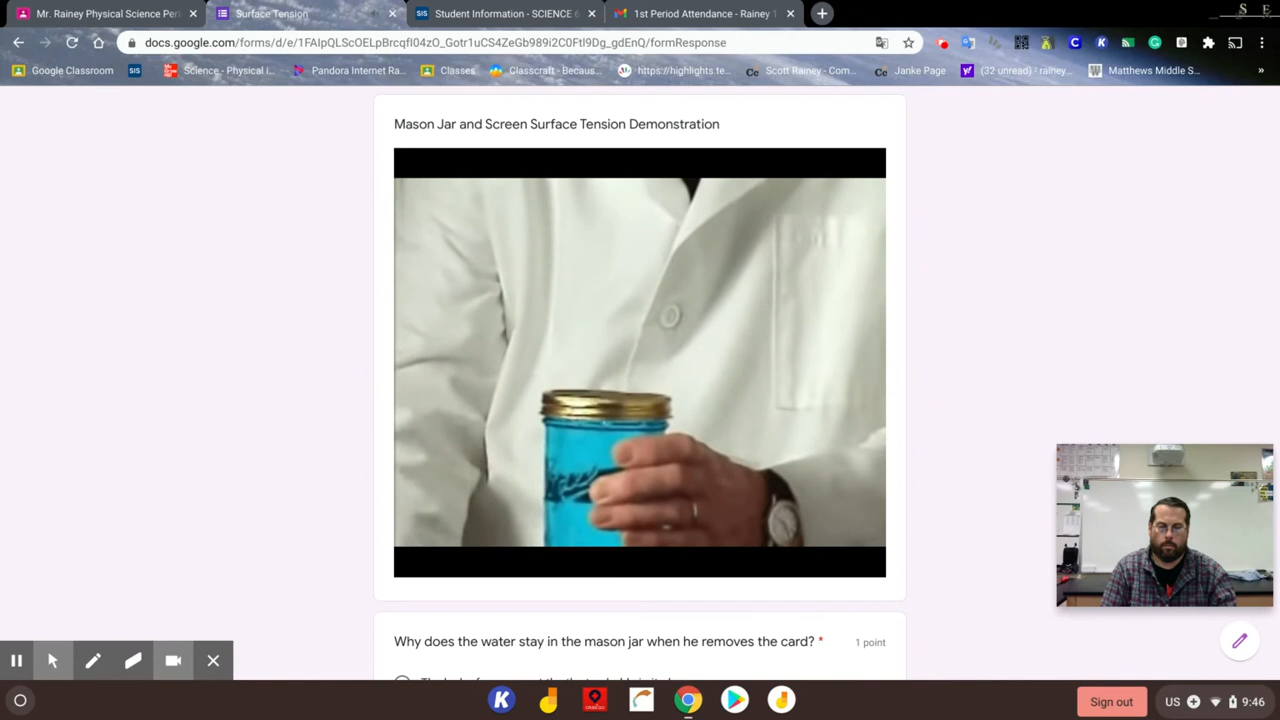 Mr. Rainey Physical Science Per
Surface Tension
Student Information - SCIENCE 6
1st Period Attendance - Rainey 1
docs.google.com/forms/d/e/1FAIpQLScOELpBrcqfI04zO_Gotr1uCS4ZeGb989i2C0Ftl9Dg_gdEnQ/formResponse
Google Classroom
SIS
Science - Physical i...
Pandora Internet Ra...
Classes
Classcraft - Becaus...
https://highlights.te...
Scott Rainey - Com...
Janke Page
(32 unread) - rainey...
Matthews Middle S...
»
Mason Jar and Screen Surface Tension Demonstration
Why does the water stay in the mason jar when he removes the card? *
1 point
Sign out
US
9:46